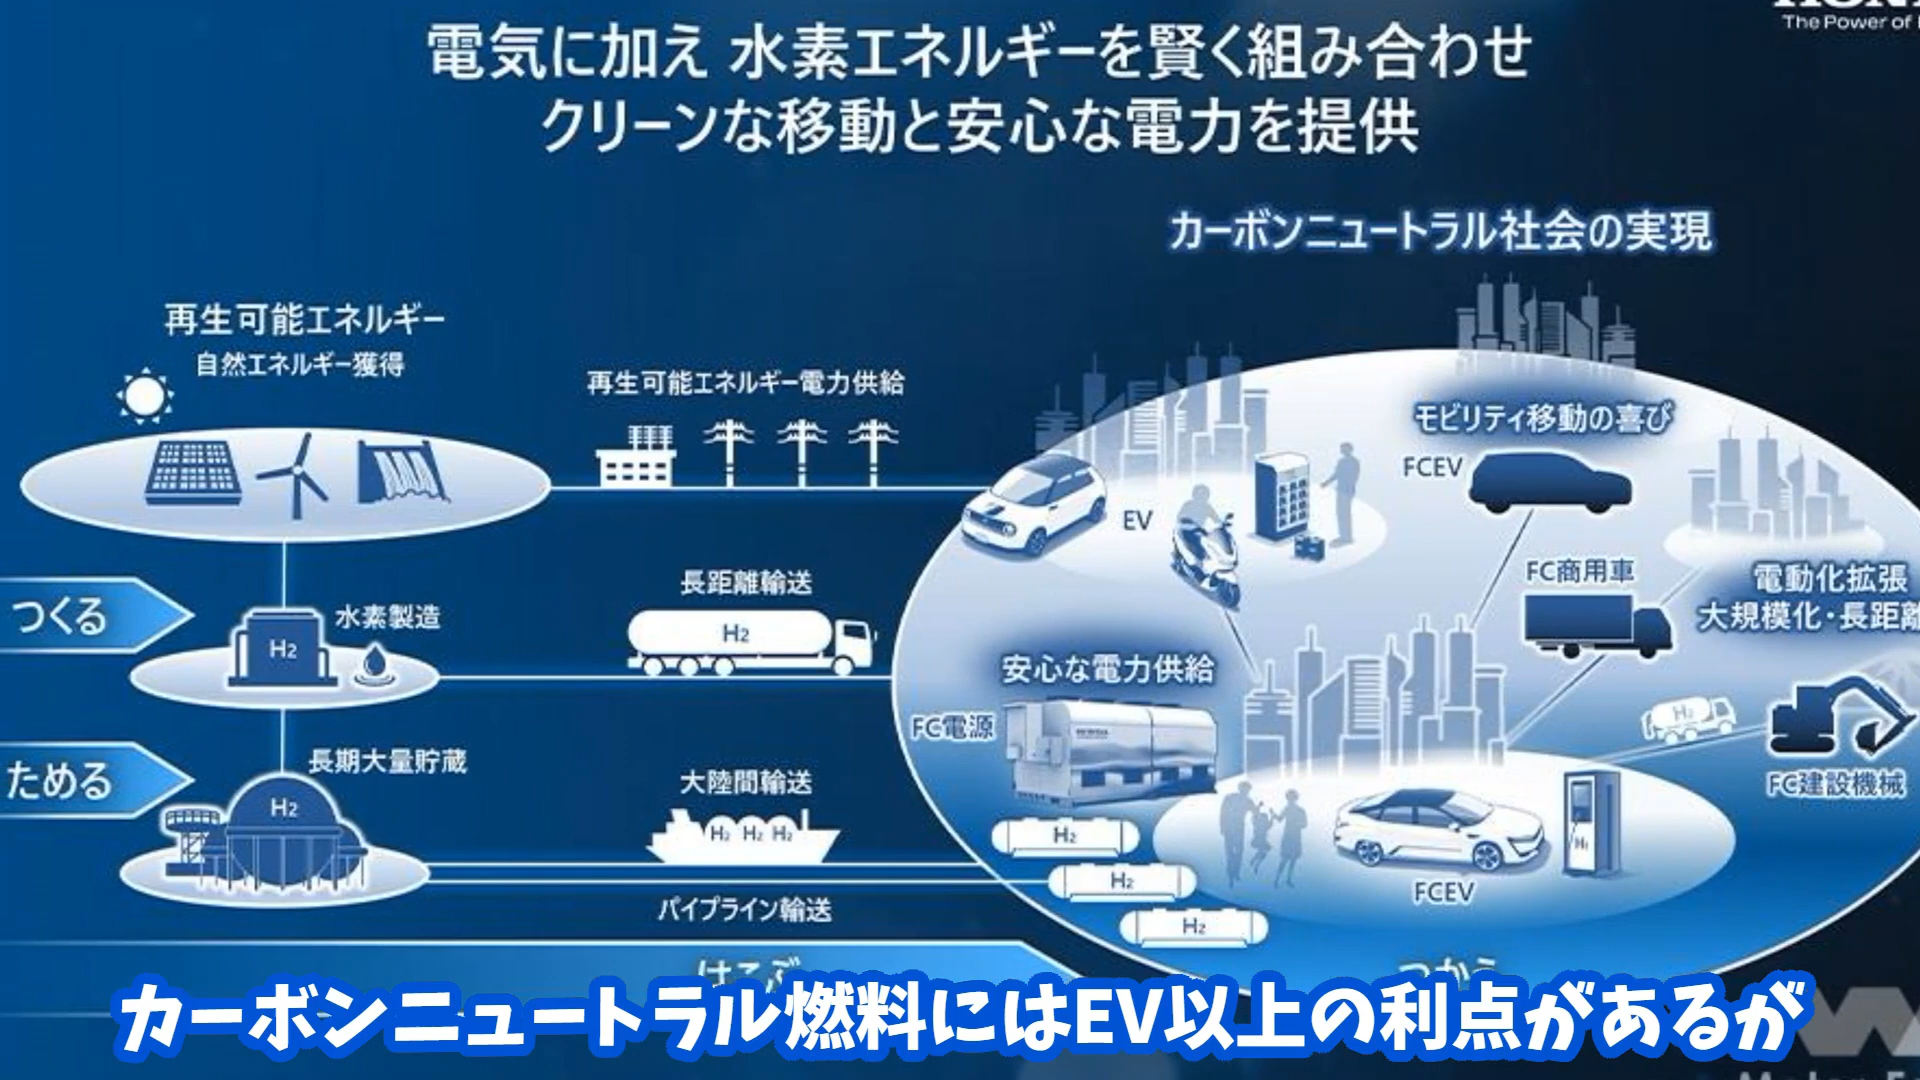 The Power of
電気に加え 水素エネルギーを賢く組み合わせ
クリーンな移動と安心な電力を提供
カーボンニュートラル社会の実現
再生可能エネルギー
自然エネルギー獲得
再生可能エネルギー電力供給
モビリティ移動の喜び
FCEV
EV
FC商用車
電動化拡張
大規模化・長距離
つくる
水素製造
H2
長距離輸送
H2
安心な電力供給
FC電源
H2
FC建設機械
ためる
長期大量貯蔵
H2
大陸間輸送
H2 H2 H2
パイプライン輸送
H2
H2
H2
FCEV
はこぶ
つかう
カーボンニュートラル燃料にはEV以上の利点があるが